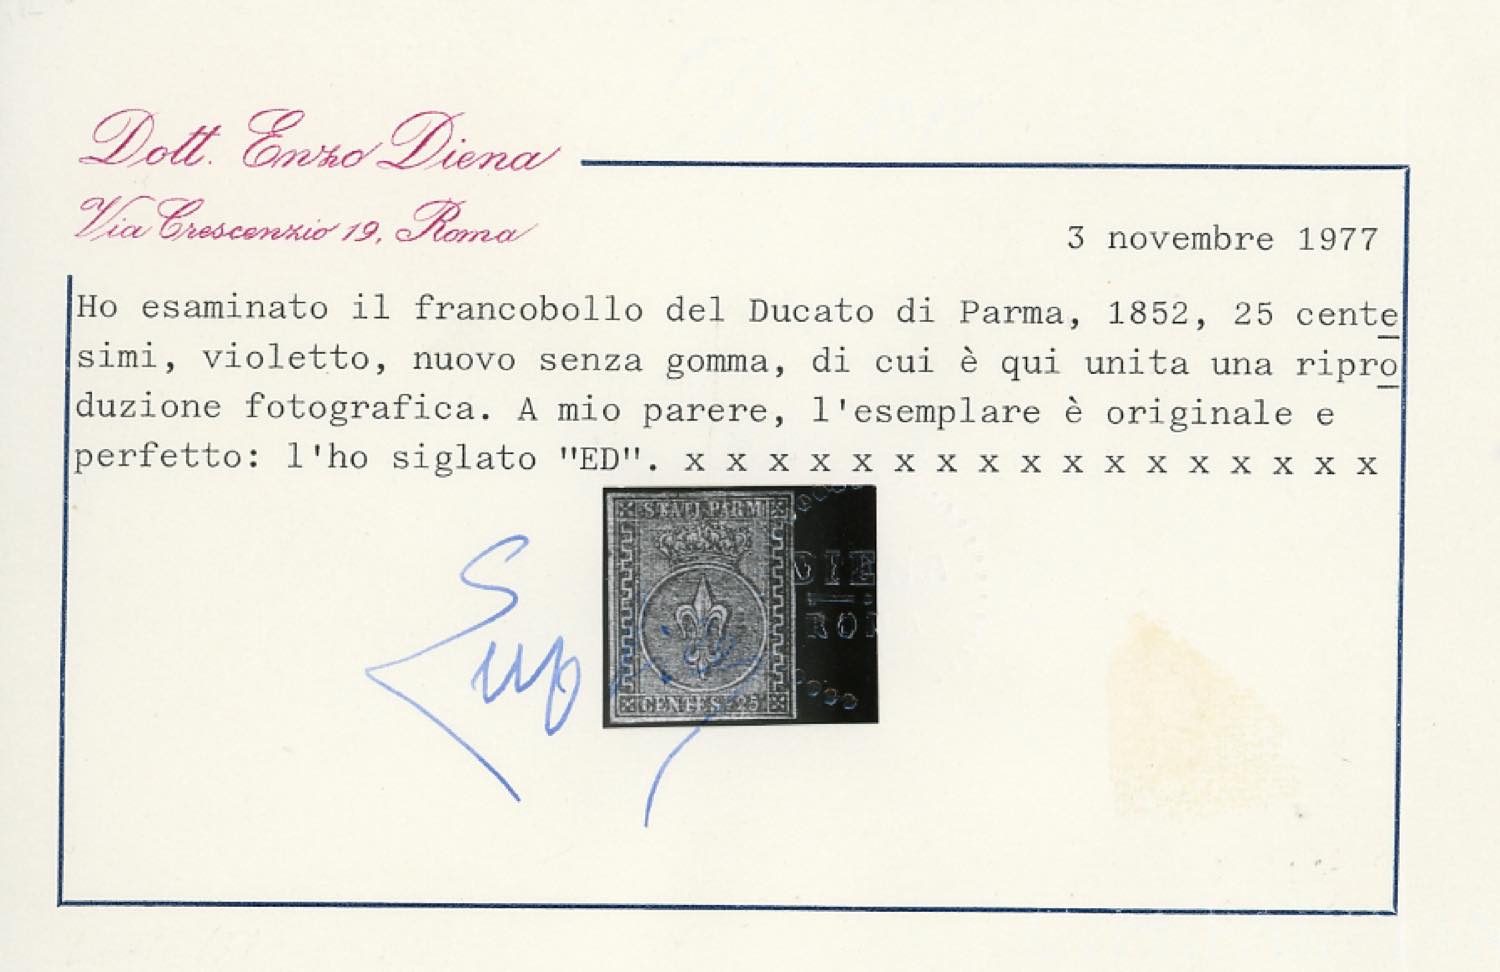 Dott. Enzo Diena
Via Crescenzio 19, Roma
3 novembre 1977
Ho esaminato il francobollo del Ducato di Parma, 1852, 25 cente
simi, violetto, nuovo senza gomma, di cui è qui unita una ripro
duzione fotografica. A mio parere, l'esemplare è originale e
perfetto: l'ho siglato "ED". x x x x x x x x x x x x x x x x x
STATI PARM
CENTES. 25
DIE
ROM